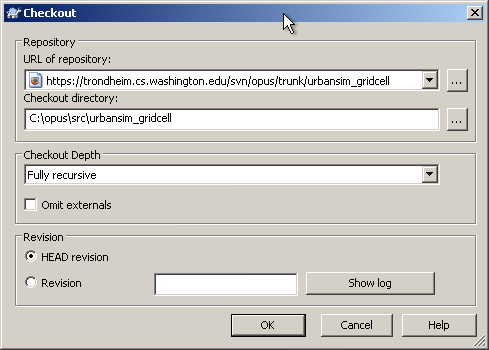 Checkout
Repository
URL of repository:
https://trondheim.cs.washington.edu/svn/opus/trunk/urbansim_gridcell
...
Checkout directory:
C:\opus\src\urbansim_gridcell
...
Checkout Depth
Fully recursive
Omit externals
Revision
HEAD revision
Revision
Show log
OK
Cancel
Help